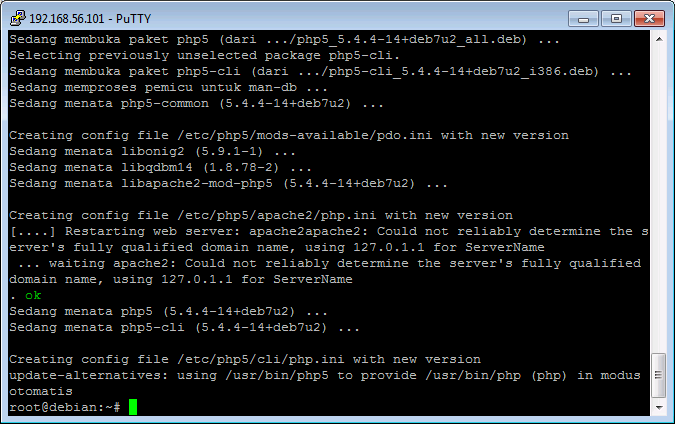 192.168.56.101 - PuTTY
Sedang membuka paket php5 (dari .../php5_5.4.4-14+deb7u2_all.deb) ...
Selecting previously unselected package php5-cli.
Sedang membuka paket php5-cli (dari .../php5-cli_5.4.4-14+deb7u2_i386.deb) ...
Sedang memproses pemicu untuk man-db ...
Sedang menata php5-common (5.4.4-14+deb7u2) ...
Creating config file /etc/php5/mods-available/pdo.ini with new version
Sedang menata libonig2 (5.9.1-1) ...
Sedang menata libqdbm14 (1.8.78-2) ...
Sedang menata libapache2-mod-php5 (5.4.4-14+deb7u2) ...
Creating config file /etc/php5/apache2/php.ini with new version
[....] Restarting web server: apache2apache2: Could not reliably determine the s
erver's fully qualified domain name, using 127.0.1.1 for ServerName
 ... waiting apache2: Could not reliably determine the server's fully qualified
domain name, using 127.0.1.1 for ServerName
. ok
Sedang menata php5 (5.4.4-14+deb7u2) ...
Sedang menata php5-cli (5.4.4-14+deb7u2) ...
Creating config file /etc/php5/cli/php.ini with new version
update-alternatives: using /usr/bin/php5 to provide /usr/bin/php (php) in modus
otomatis
root@debian:~#